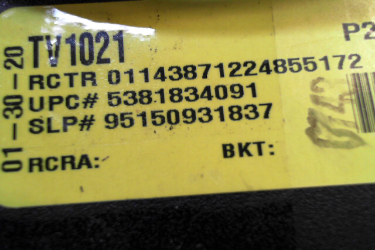 01-30-20
TV1021
P2
RCTR 01143871224855172
UPC# 5381834091
SLP# 95150931837
RCRA:
BKT: